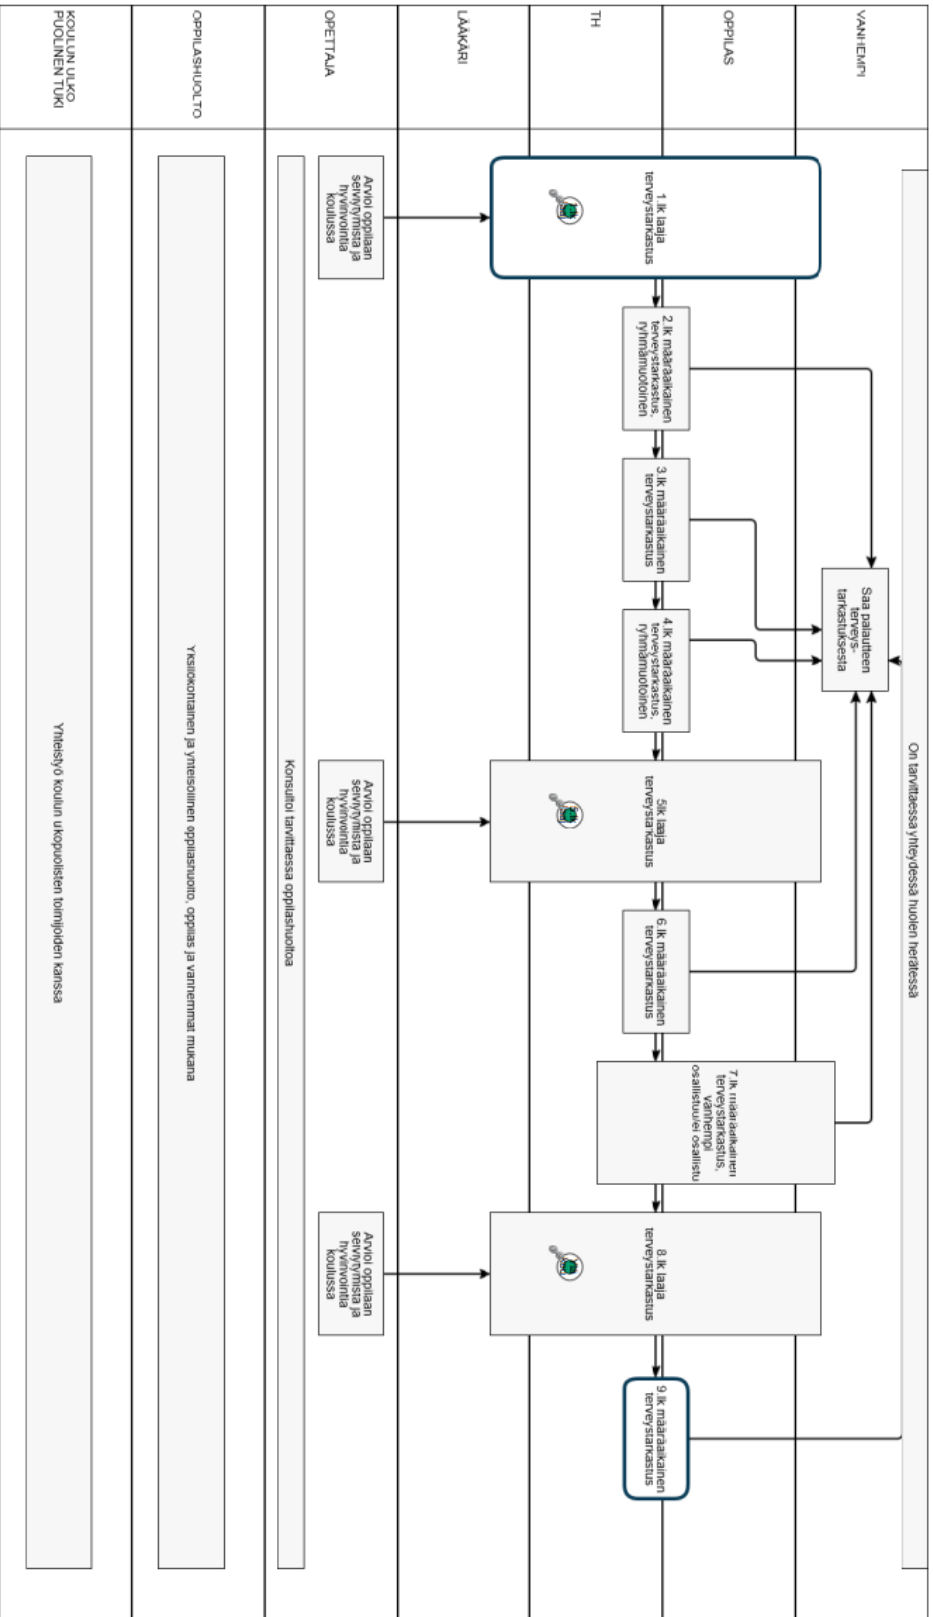 VANHEMPI
On tarvittaessa yhteydessä huolen herätessä
Saa palautteen
terveys-
tarkastuksesta
OPPILAS
TH
LÄÄKÄRI
1.lk laaja
terveystarkastus
2.lk määräaikainen
terveystarkastus,
ryhmämuotoinen
3.lk määräaikainen
terveystarkastus
4.lk määräaikainen
terveystarkastus,
ryhmämuotoinen
5lk laaja
terveystarkastus
6.lk määräaikainen
terveystarkastus
7.lk määräaikainen
terveystarkastus,
vanhempi
osallistuu/ei osallistu
8.lk laaja
terveystarkastus
9.lk määräaikainen
terveystarkastus
OPETTAJA
Arvioi oppilaan
selviytymistä ja
hyvinvointia
koulussa
Arvioi oppilaan
selviytymistä ja
hyvinvointia
koulussa
Arvioi oppilaan
selviytymistä ja
hyvinvointia
koulussa
Konsultoi tarvittaessa oppilashuoltoa
OPPILASHUOLTO
Yksilökohtainen ja yhteisöllinen oppilashuolto, oppilas ja vanhemmat mukana
KOULUN ULKO
PUOLINEN TUKI
Yhteistyö koulun ulkopuolisten toimijoiden kanssa